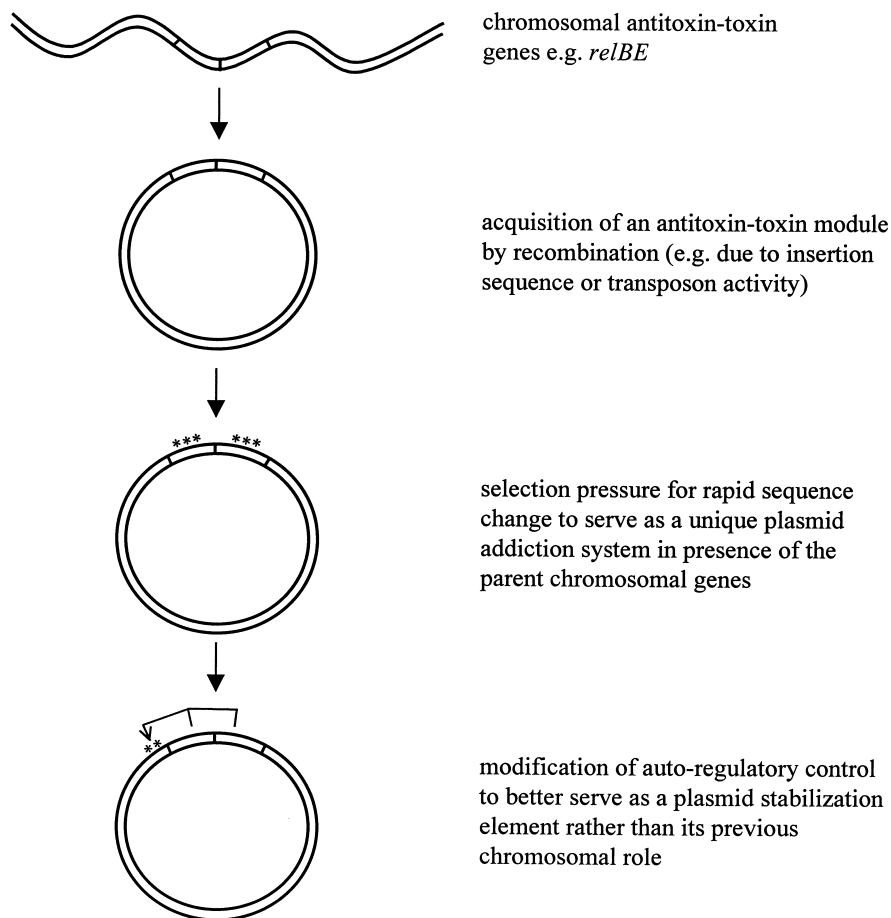 chromosomal antitoxin-toxin
genes e.g. relBE
acquisition of an antitoxin-toxin module
by recombination (e.g. due to insertion
sequence or transposon activity)
*** ***
selection pressure for rapid sequence
change to serve as a unique plasmid
addiction system in presence of the
parent chromosomal genes
**
modification of auto-regulatory control
to better serve as a plasmid stabilization
element rather than its previous
chromosomal role